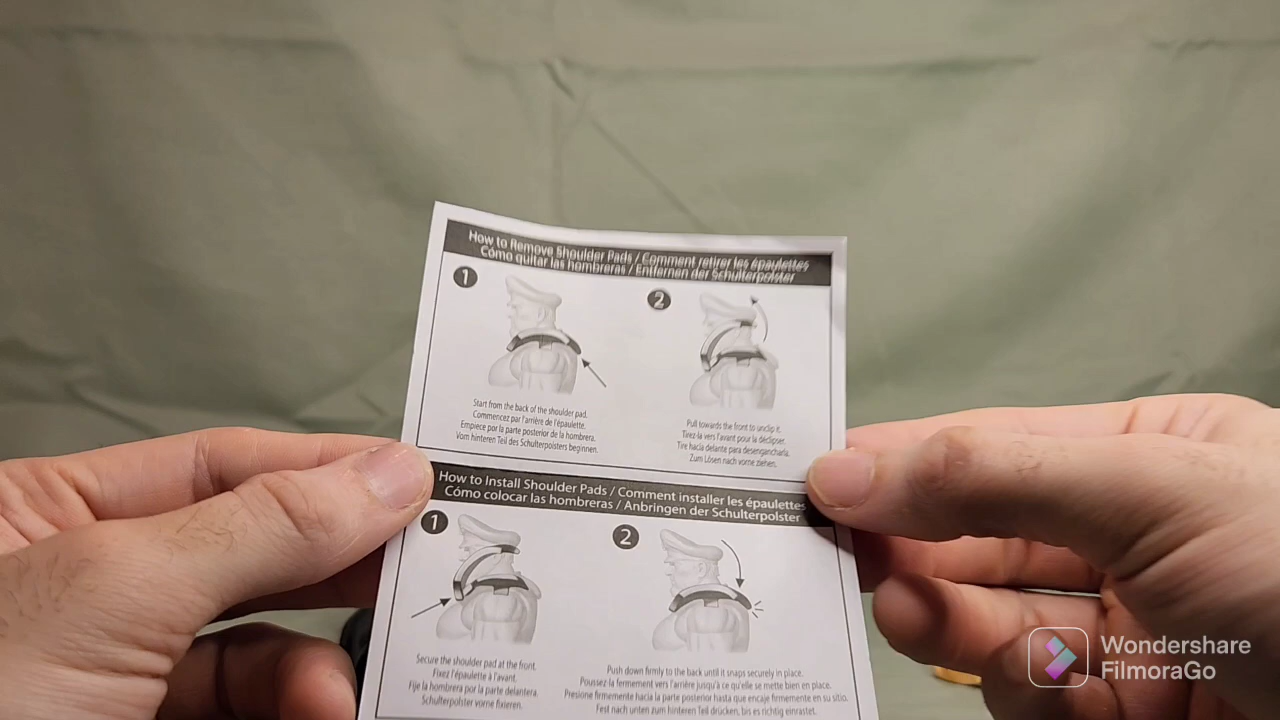 How to Remove Shoulder Pads / Comment retirer les épaulettes
Cómo quitar las hombreras / Entfernen der Schulterpolster
1
2
Start from the back of the shoulder pad.
Commencez par l'arrière de l'épaulette.
Empiece por la parte posterior de la hombrera.
Vom hinteren Teil des Schulterpolsters beginnen.
Pull towards the front to unclip it.
Tirez-la vers l'avant pour la déclipser.
Tire hacia delante para desengancharla.
Zum Lösen nach vorne ziehen.
How to Install Shoulder Pads / Comment installer les épaulettes
Cómo colocar las hombreras / Anbringen der Schulterpolster
1
2
Secure the shoulder pad at the front.
Fixez l'épaulette à l'avant.
Fije la hombrera por la parte delantera.
Schulterpolster vorne fixieren.
Push down firmly to the back until it snaps securely in place.
Poussez-la fermement vers l'arrière jusqu'à ce qu'elle se mette bien en place.
Presione firmemente hacia la parte posterior hasta que encaje firmemente en su sitio.
Fest nach unten zum hinteren Teil drücken, bis es richtig einrastet.
Wondershare
FilmoraGo